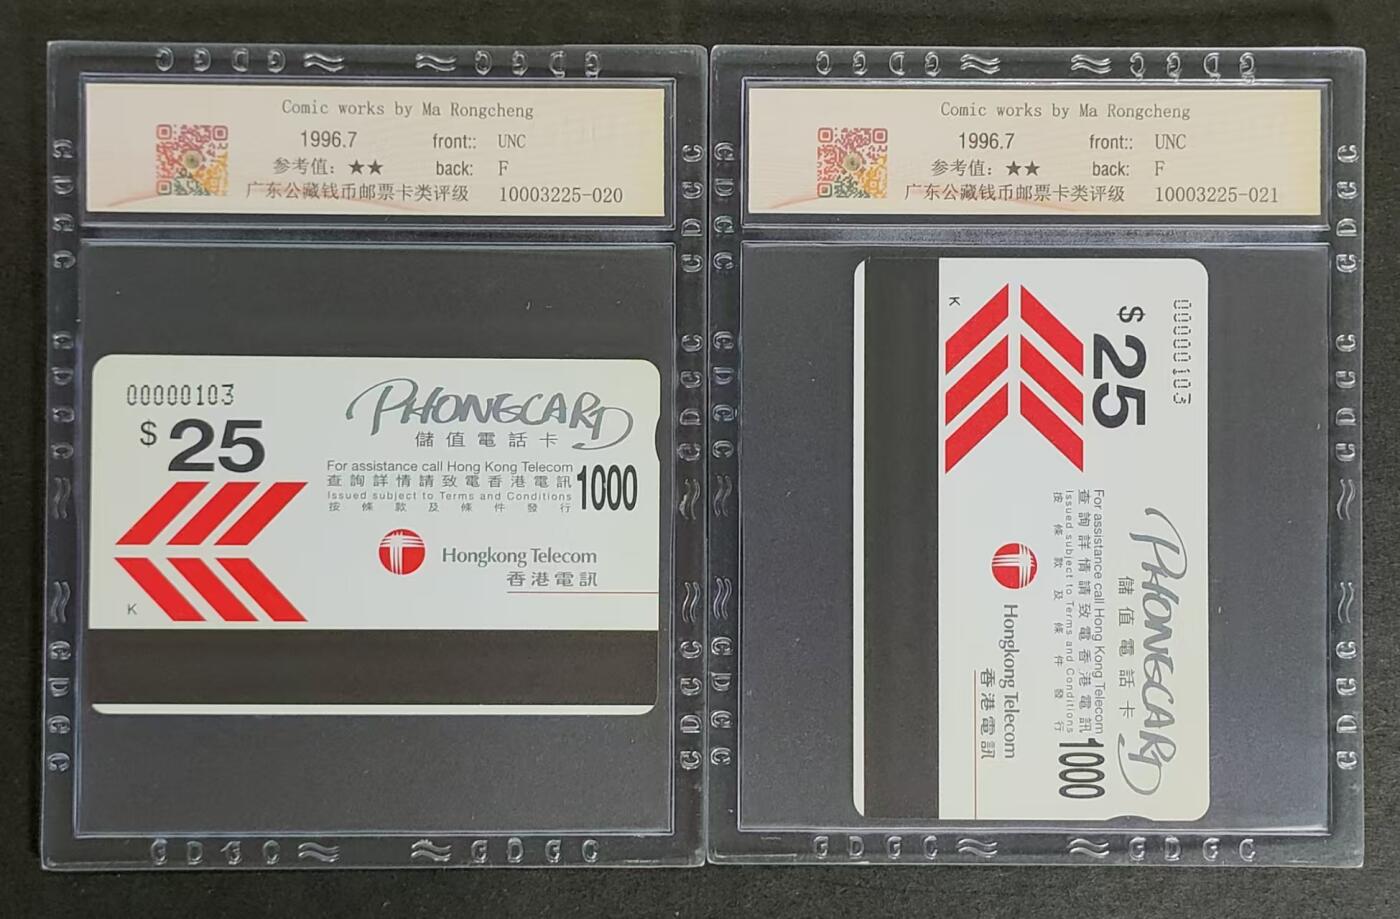 Comic works by Ma Rongcheng
1996.7 front:: UNC
参考值: ★★ back: F
广东公藏钱币邮票卡类评级 10003225-020
00000103
$ 25
PHONECARD
儲值電話卡
For assistance call Hong Kong Telecom
查詢詳情請致電香港電訊
Issued subject to Terms and Conditions
按條款及條件發行
1000
Hongkong Telecom
香港電訊
K
Comic works by Ma Rongcheng
1996.7 front:: UNC
参考值: ★★ back: F
广东公藏钱币邮票卡类评级 10003225-021
00000103
$ 25
PHONECARD
儲值電話卡
For assistance call Hong Kong Telecom
查詢詳情請致電香港電訊
Issued subject to Terms and Conditions
按條款及條件發行
1000
Hongkong Telecom
香港電訊
K